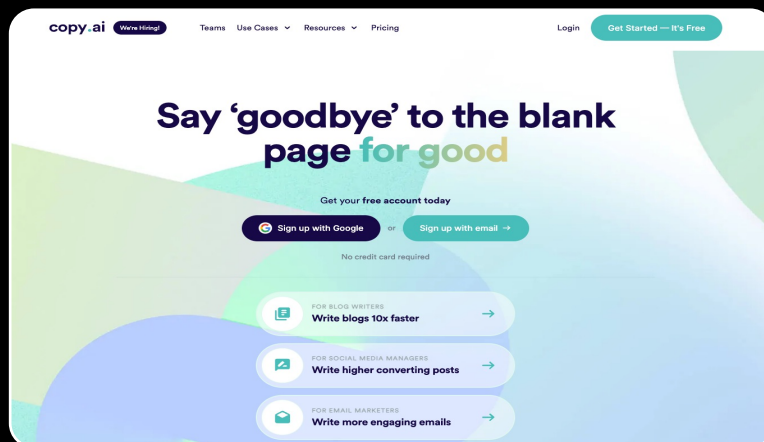 copy.ai We're Hiring! Teams Use Cases Resources Pricing Login Get Started — It's Free
Say ‘goodbye’ to the blank
page for good
Get your free account today
Sign up with Google or Sign up with email →
No credit card required
FOR BLOG WRITERS
Write blogs 10x faster →
FOR SOCIAL MEDIA MANAGERS
Write higher converting posts →
FOR EMAIL MARKETERS
Write more engaging emails →